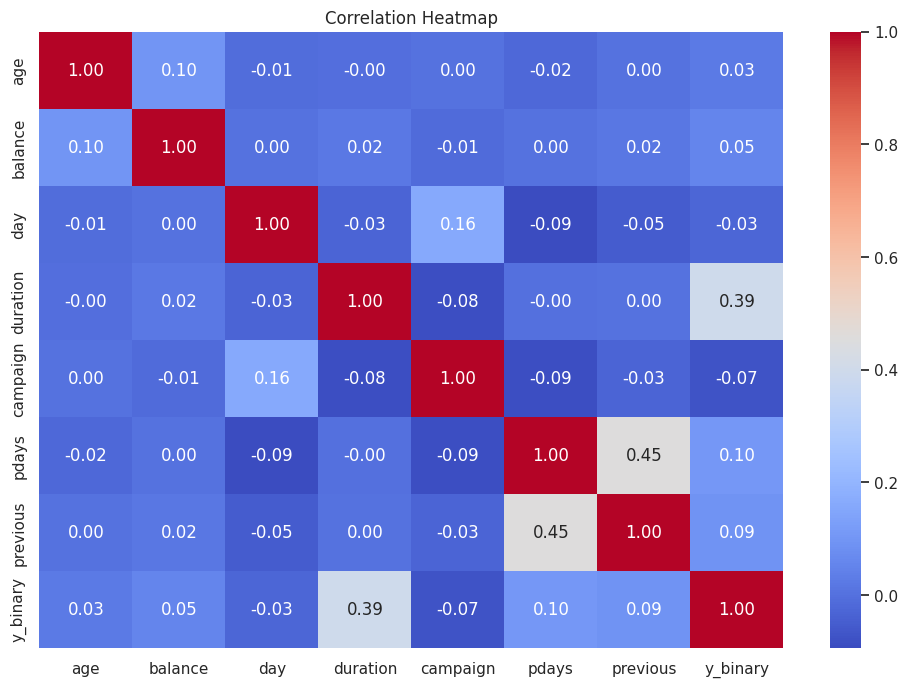 Correlation Heatmap
age 1.00 0.10 -0.01 -0.00 0.00 -0.02 0.00 0.03
balance 0.10 1.00 0.00 0.02 -0.01 0.00 0.02 0.05
day -0.01 0.00 1.00 -0.03 0.16 -0.09 -0.05 -0.03
duration -0.00 0.02 -0.03 1.00 -0.08 -0.00 0.00 0.39
campaign 0.00 -0.01 0.16 -0.08 1.00 -0.09 -0.03 -0.07
pdays -0.02 0.00 -0.09 -0.00 -0.09 1.00 0.45 0.10
previous 0.00 0.02 -0.05 0.00 -0.03 0.45 1.00 0.09
y_binary 0.03 0.05 -0.03 0.39 -0.07 0.10 0.09 1.00
age balance day duration campaign pdays previous y_binary
1.0
0.8
0.6
0.4
0.2
0.0